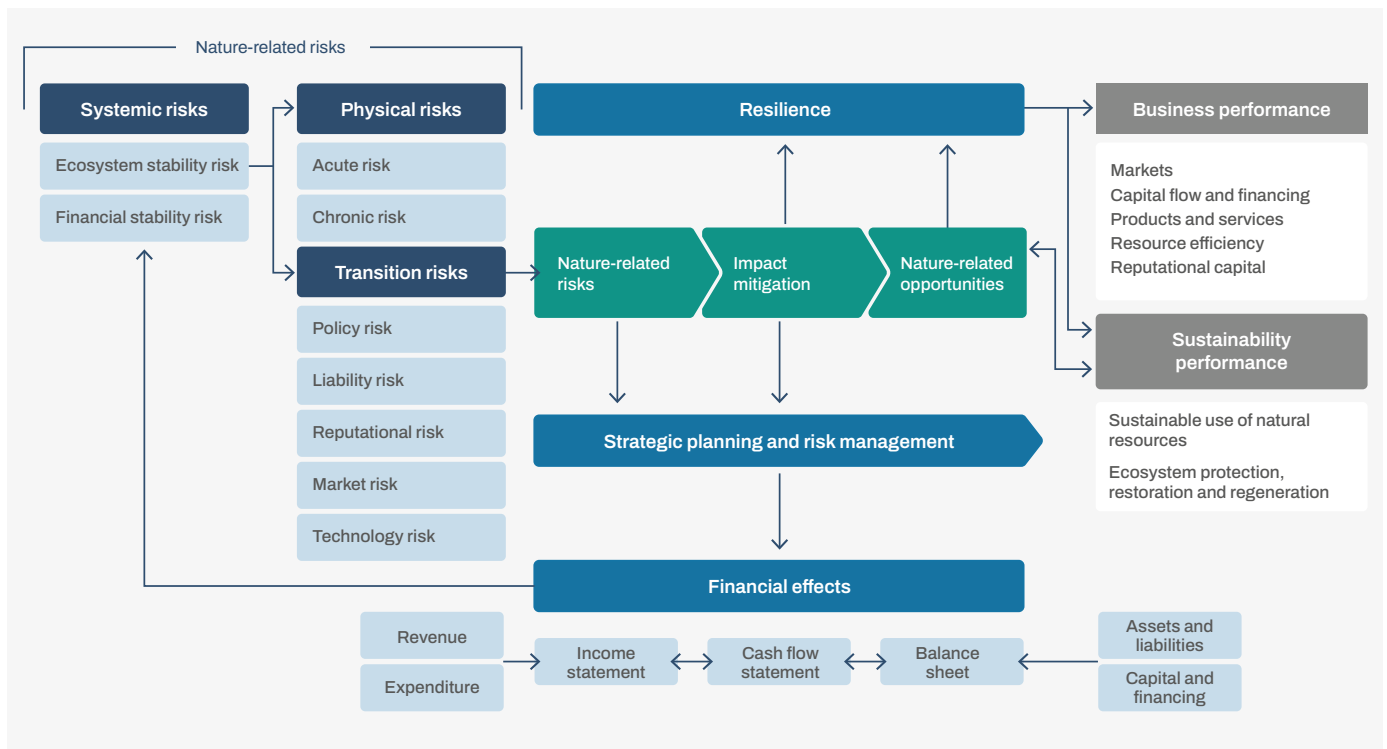 Nature-related risks
Systemic risks
Ecosystem stability risk
Financial stability risk
Physical risks
Acute risk
Chronic risk
Transition risks
Policy risk
Liability risk
Reputational risk
Market risk
Technology risk
Resilience
Nature-related
risks
Impact
mitigation
Nature-related
opportunities
Strategic planning and risk management
Financial effects
Business performance
Markets
Capital flow and financing
Products and services
Resource efficiency
Reputational capital
Sustainability
performance
Sustainable use of natural
resources
Ecosystem protection,
restoration and regeneration
Revenue
Expenditure
Income
statement
Cash flow
statement
Balance
sheet
Assets and
liabilities
Capital and
financing